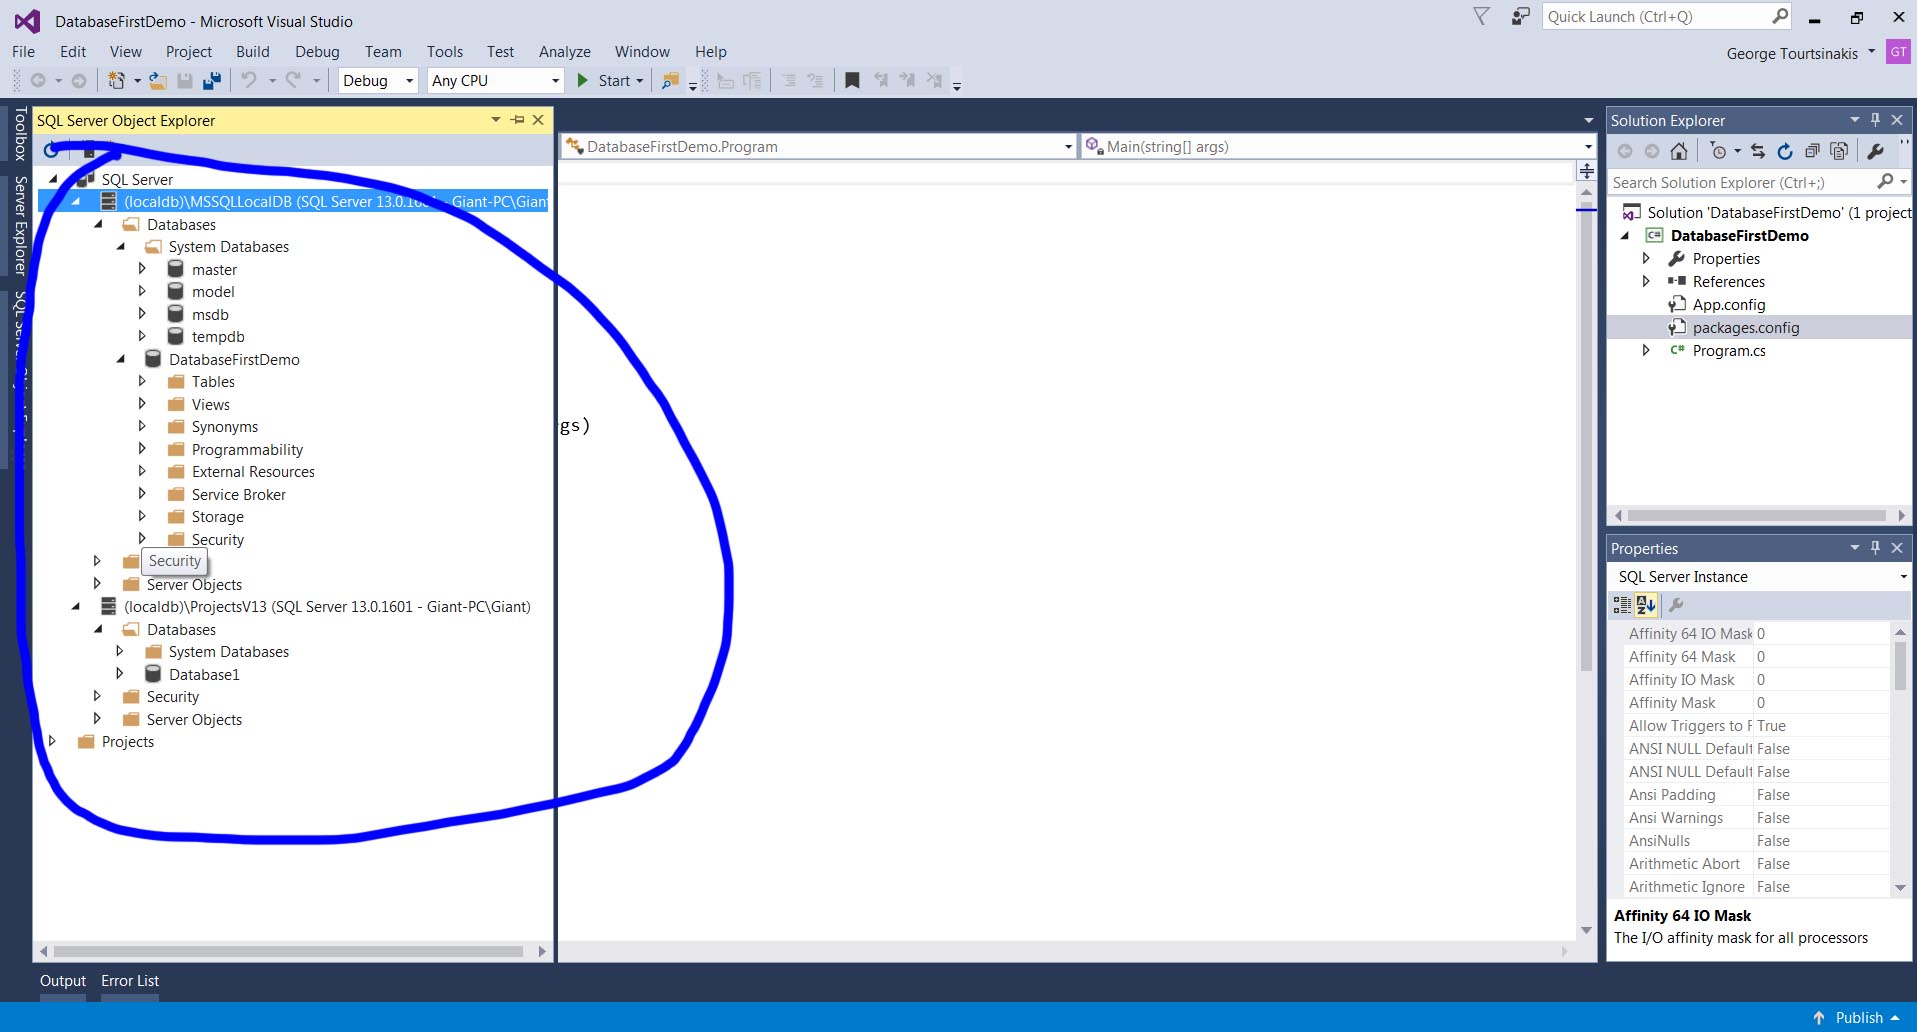 DatabaseFirstDemo - Microsoft Visual Studio
Quick Launch (Ctrl+Q)
File Edit View Project Build Debug Team Tools Test Analyze Window Help
George Tourtsinakis
GT
Debug Any CPU Start
Toolbox
Server Explorer
SQL Server Object Explorer
DatabaseFirstDemo.Program
Main(string[] args)
SQL Server
(localdb)\MSSQLLocalDB (SQL Server 13.0.16 - Giant-PC\Giant
Databases
System Databases
master
model
msdb
tempdb
DatabaseFirstDemo
Tables
Views
Synonyms
Programmability
External Resources
Service Broker
Storage
Security
Security
Server Objects
(localdb)\ProjectsV13 (SQL Server 13.0.1601 - Giant-PC\Giant)
Databases
System Databases
Database1
Security
Server Objects
Projects
gs)
Solution Explorer
Search Solution Explorer (Ctrl+;)
Solution 'DatabaseFirstDemo' (1 project
DatabaseFirstDemo
Properties
References
App.config
packages.config
C# Program.cs
Properties
SQL Server Instance
Affinity 64 IO Mask 0
Affinity 64 Mask 0
Affinity IO Mask 0
Affinity Mask 0
Allow Triggers to F True
ANSI NULL Default False
ANSI NULL Default False
Ansi Padding False
Ansi Warnings False
AnsiNulls False
Arithmetic Abort False
Arithmetic Ignore False
Affinity 64 IO Mask
The I/O affinity mask for all processors
Output Error List
Publish